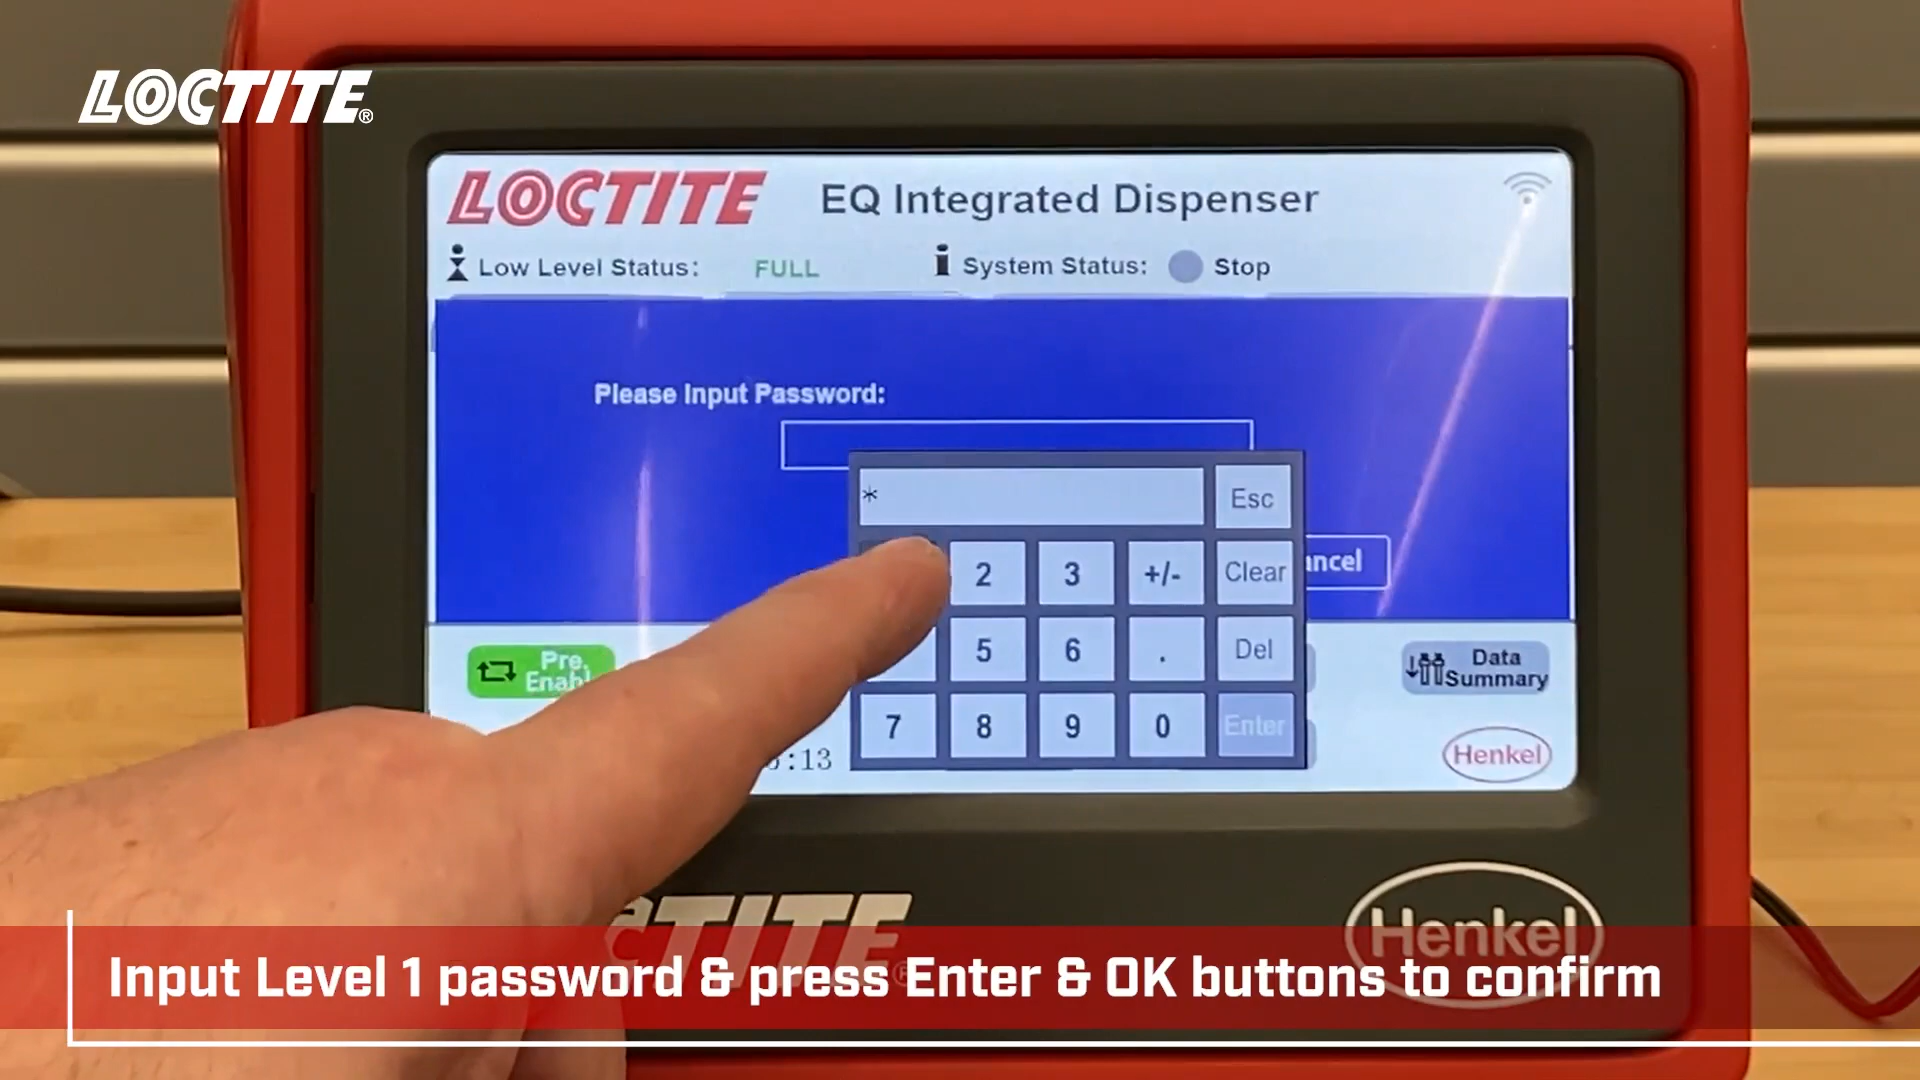 LOCTITE®
LOCTITE EQ Integrated Dispenser
Low Level Status: FULL System Status: Stop
Please Input Password:
*
Esc
2 3 +/- Clear
5 6 . Del
7 8 9 0 Enter
Pre.
Data
Summary
:13
Henkel
Henkel
Input Level 1 password & press Enter & OK buttons to confirm